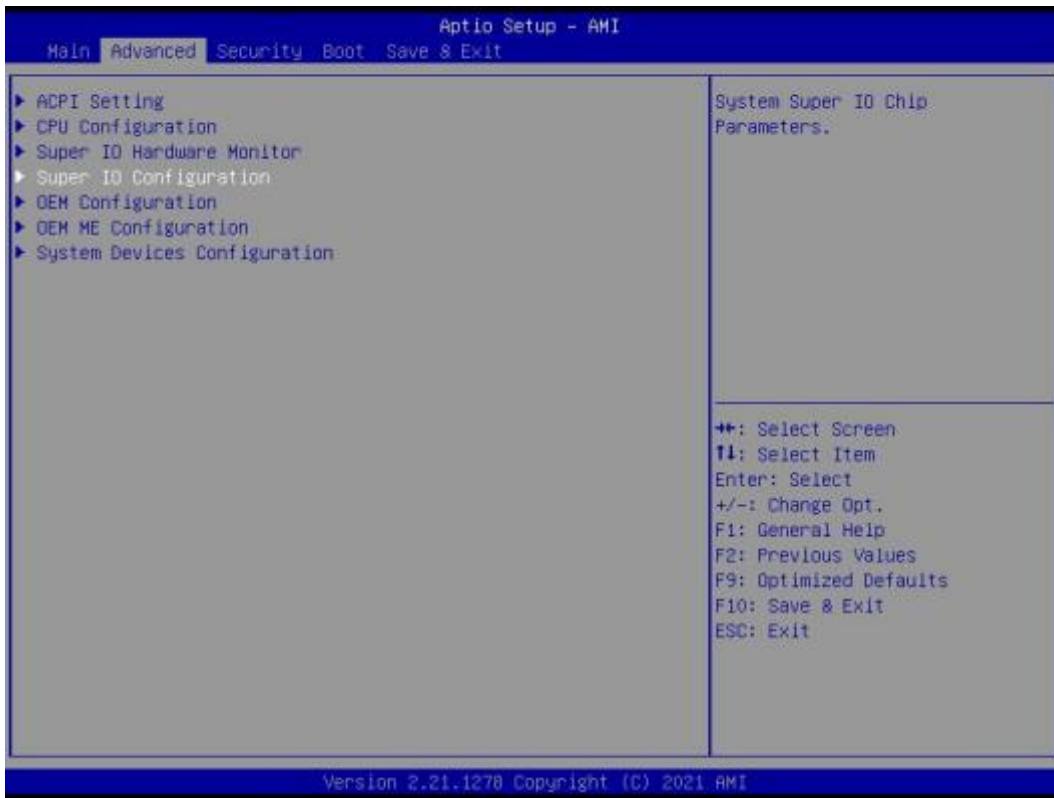 Aptio Setup - AMI
Main Advanced Security Boot Save & Exit
▶ ACPI Setting
▶ CPU Configuration
▶ Super IO Hardware Monitor
▶ Super IO Configuration
▶ OEM Configuration
▶ OEM ME Configuration
▶ System Devices Configuration
System Super IO Chip
Parameters.
→←: Select Screen
↑↓: Select Item
Enter: Select
+/-: Change Opt.
F1: General Help
F2: Previous Values
F9: Optimized Defaults
F10: Save & Exit
ESC: Exit
Version 2.21.1278 Copyright (C) 2021 AMI